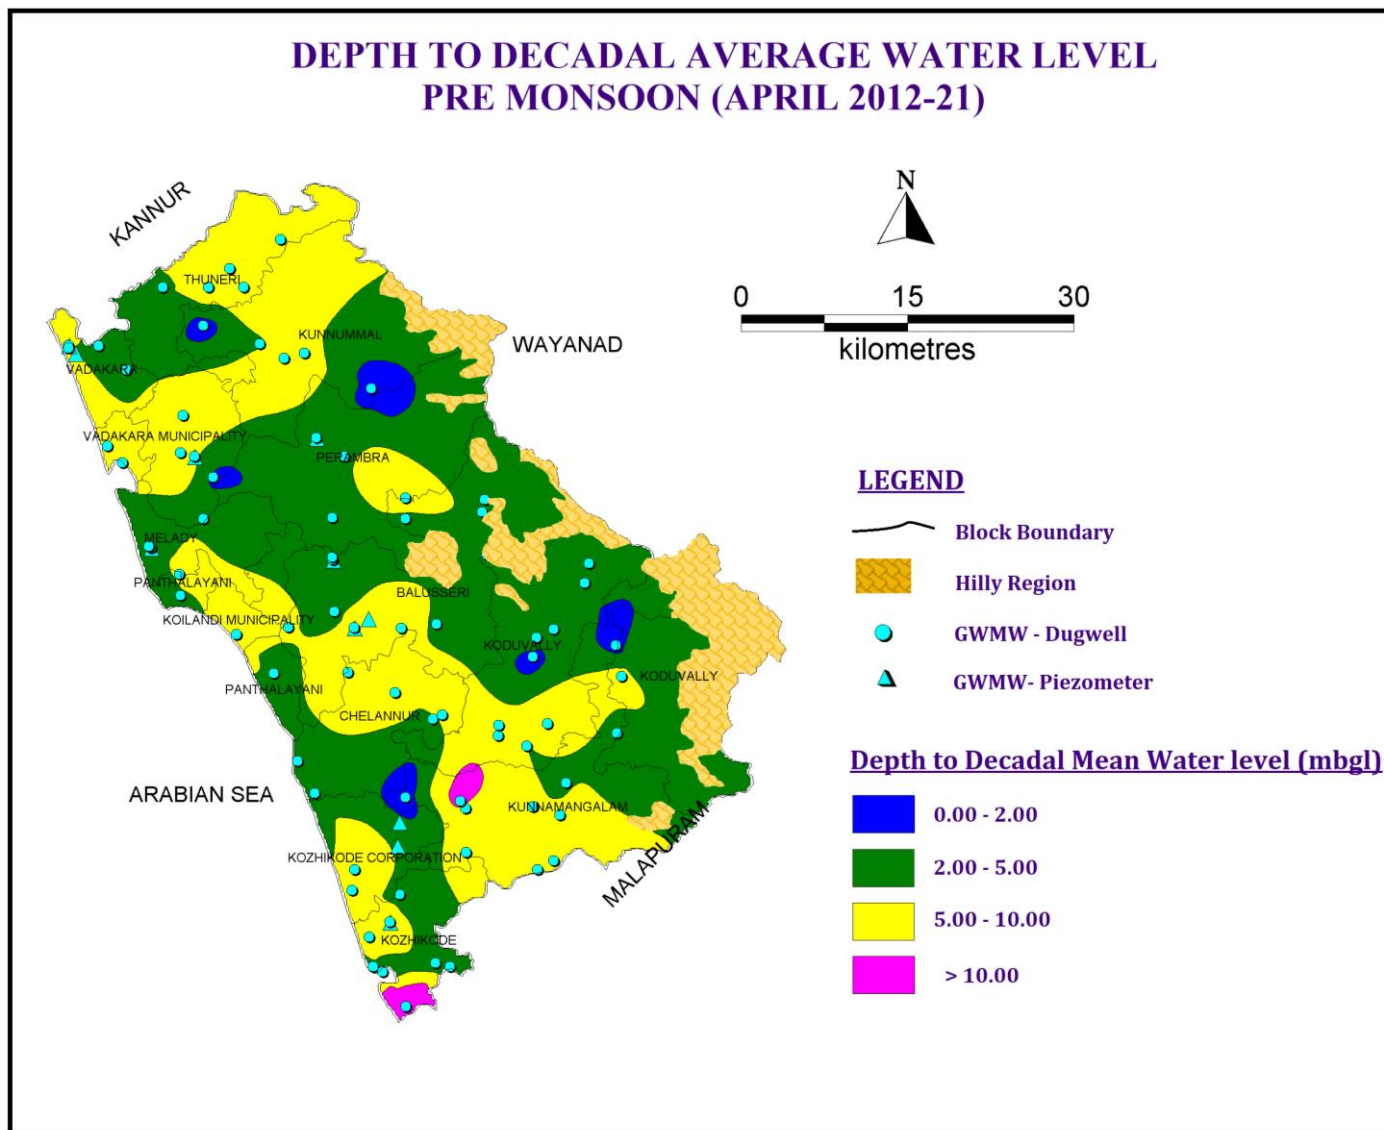 DEPTH TO DECADAL AVERAGE WATER LEVEL
PRE MONSOON (APRIL 2012-21)
N
0 15 30
kilometres
KANNUR
THUNERI
KUNNUMMAL
WAYANAD
VADAKARA
VADAKARA MUNICIPALITY
PERAMBRA
MELADY
PANTHALAYANI
BALUSSERI
KOILANDI MUNICIPALITY
KODUVALLY
KODUVALLY
PANTHALAYANI
CHELANNUR
ARABIAN SEA
KUNNAMANGALAM
KOZHIKODE CORPORATION
MALAPURAM
KOZHIKODE
LEGEND
Block Boundary
Hilly Region
GWMW - Dugwell
GWMW- Piezometer
Depth to Decadal Mean Water level (mbgl)
0.00 - 2.00
2.00 - 5.00
5.00 - 10.00
> 10.00